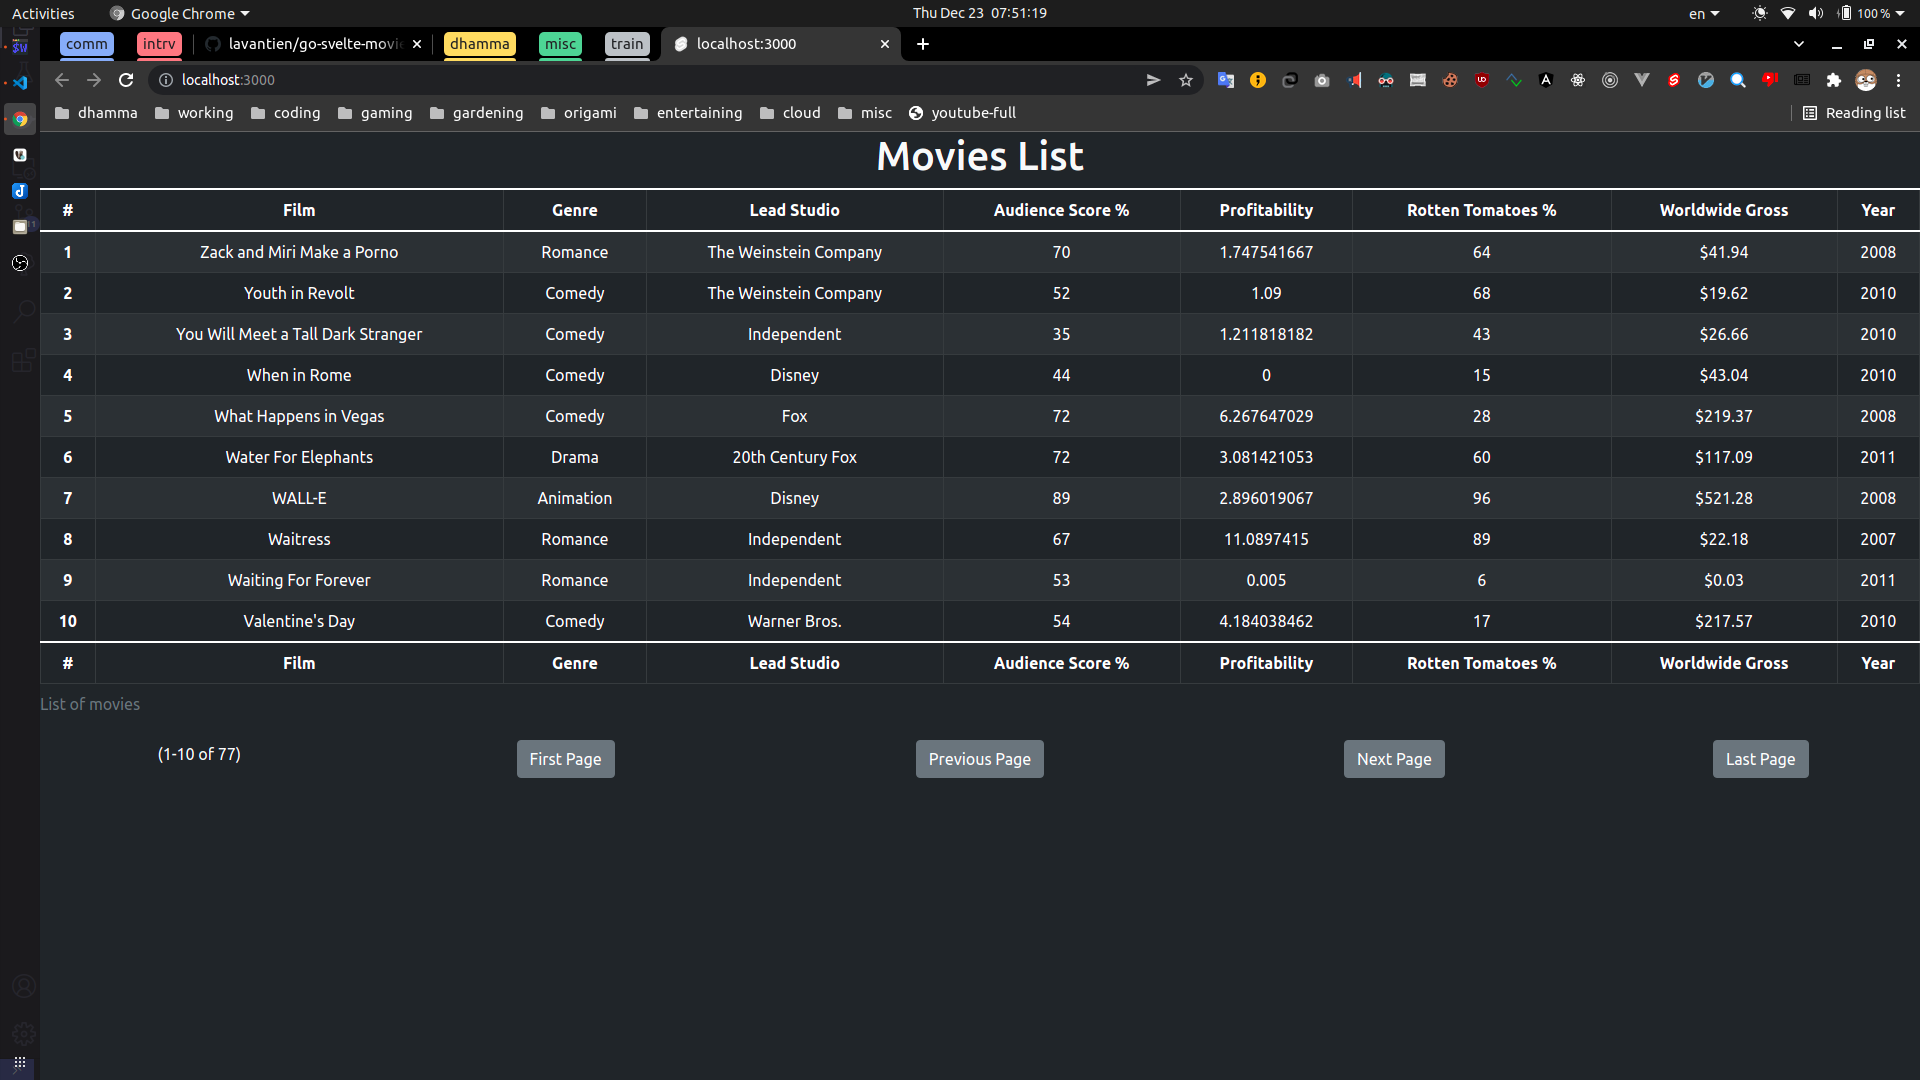 Activities Google Chrome Thu Dec 23 07:51:19 en 100 %
comm intrv lavantien/go-svelte-movie dhamma misc train localhost:3000
localhost:3000
dhamma working coding gaming gardening origami entertaining cloud misc youtube-full Reading list
Movies List
# Film Genre Lead Studio Audience Score % Profitability Rotten Tomatoes % Worldwide Gross Year
1 Zack and Miri Make a Porno Romance The Weinstein Company 70 1.747541667 64 $41.94 2008
2 Youth in Revolt Comedy The Weinstein Company 52 1.09 68 $19.62 2010
3 You Will Meet a Tall Dark Stranger Comedy Independent 35 1.211818182 43 $26.66 2010
4 When in Rome Comedy Disney 44 0 15 $43.04 2010
5 What Happens in Vegas Comedy Fox 72 6.267647029 28 $219.37 2008
6 Water For Elephants Drama 20th Century Fox 72 3.081421053 60 $117.09 2011
7 WALL-E Animation Disney 89 2.896019067 96 $521.28 2008
8 Waitress Romance Independent 67 11.0897415 89 $22.18 2007
9 Waiting For Forever Romance Independent 53 0.005 6 $0.03 2011
10 Valentine's Day Comedy Warner Bros. 54 4.184038462 17 $217.57 2010
# Film Genre Lead Studio Audience Score % Profitability Rotten Tomatoes % Worldwide Gross Year
List of movies
(1-10 of 77) First Page Previous Page Next Page Last Page